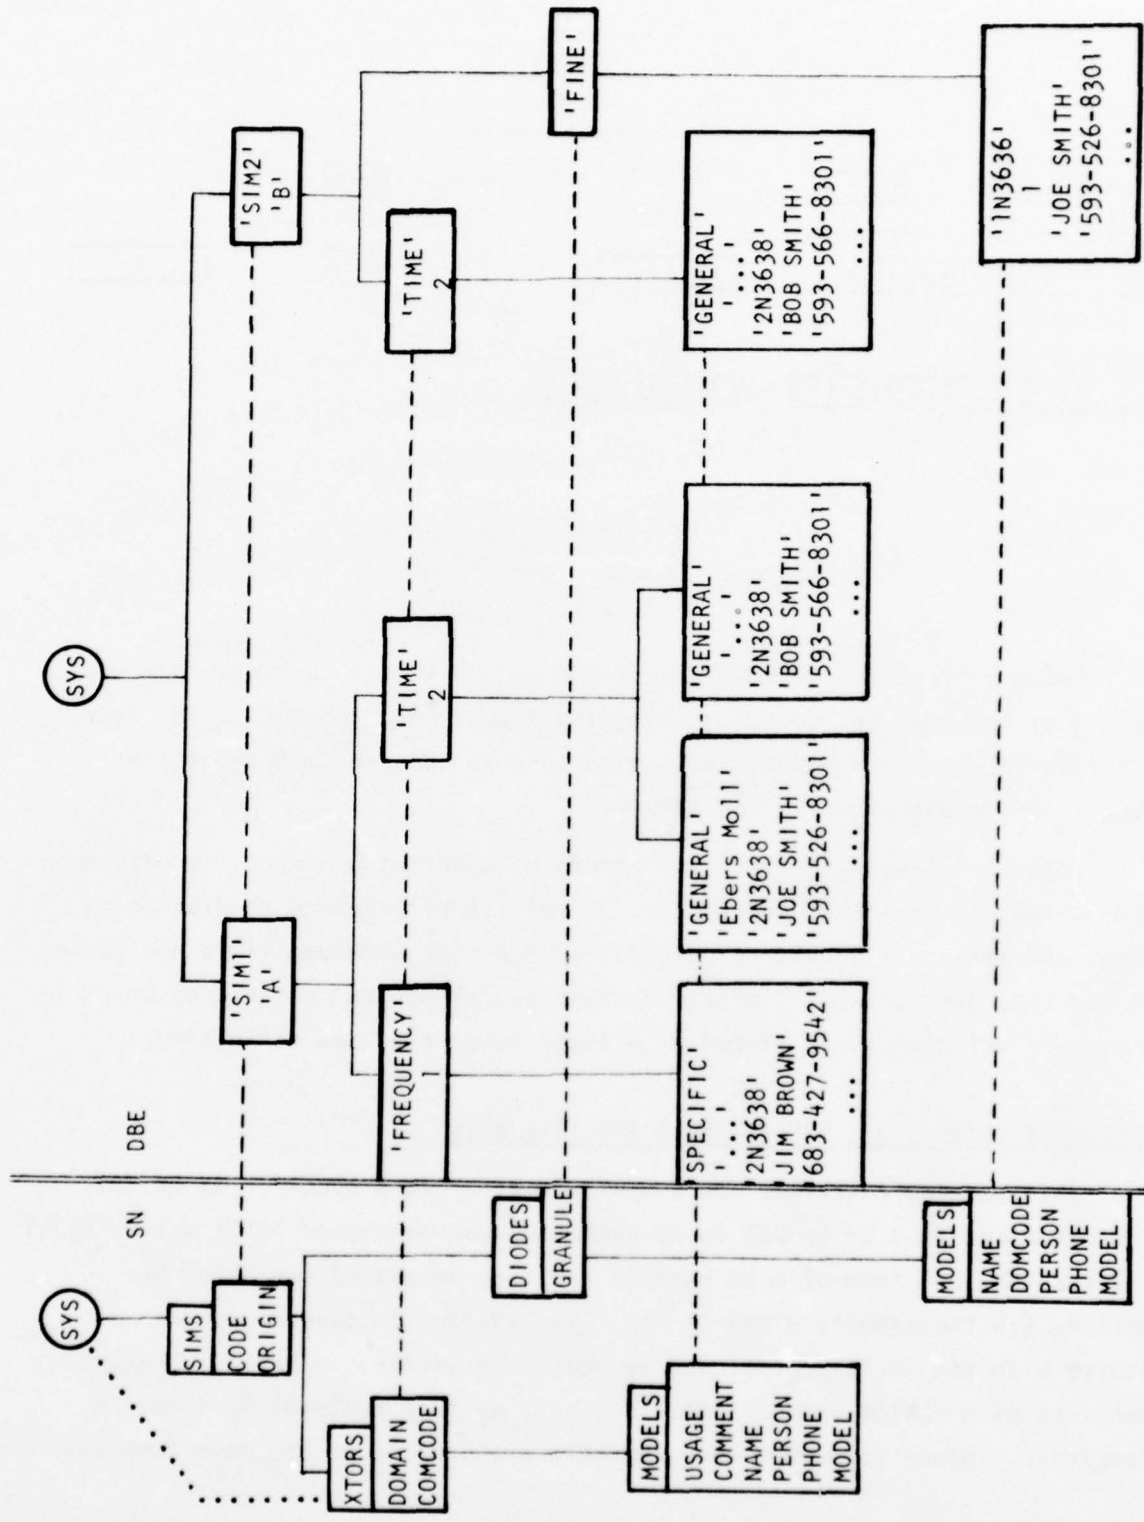 SN
DBE
SYS
SIMS
CODE
ORIGIN
XTORS
DOMAIN
COMCODE
DIODES
GRANULE
MODELS
USAGE
COMMENT
NAME
PERSON
PHONE
MODEL
MODELS
NAME
DOMCODE
PERSON
PHONE
MODEL
SYS
'SIM1'
'A'
'SIM2'
'B'
'FREQUENCY'
1
'TIME'
2
'TIME'
2
'FINE'
'SPECIFIC'
'...'
'2N3638'
'JIM BROWN'
'683-427-9542'
...
'GENERAL'
'Ebers Moll'
'2N3638'
'JOE SMITH'
'593-526-8301'
...
'GENERAL'
'...'
'2N3638'
'BOB SMITH'
'593-566-8301'
...
'GENERAL'
'...'
'2N3638'
'BOB SMITH'
'593-566-8301'
...
'1N3636'
1
'JOE SMITH'
'593-526-8301'
...